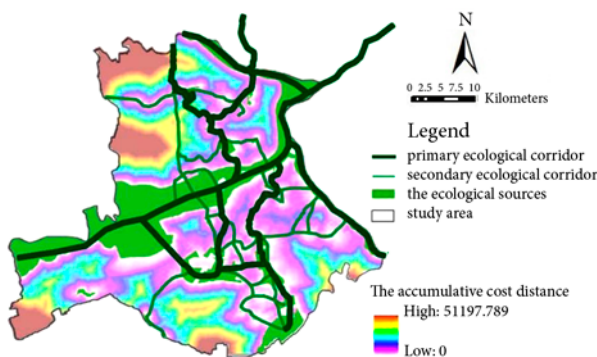 N
0 2.5 5 7.5 10
Kilometers
Legend
primary ecological corridor
secondary ecological corridor
the ecological sources
study area
The accumulative cost distance
High: 51197.789
Low: 0